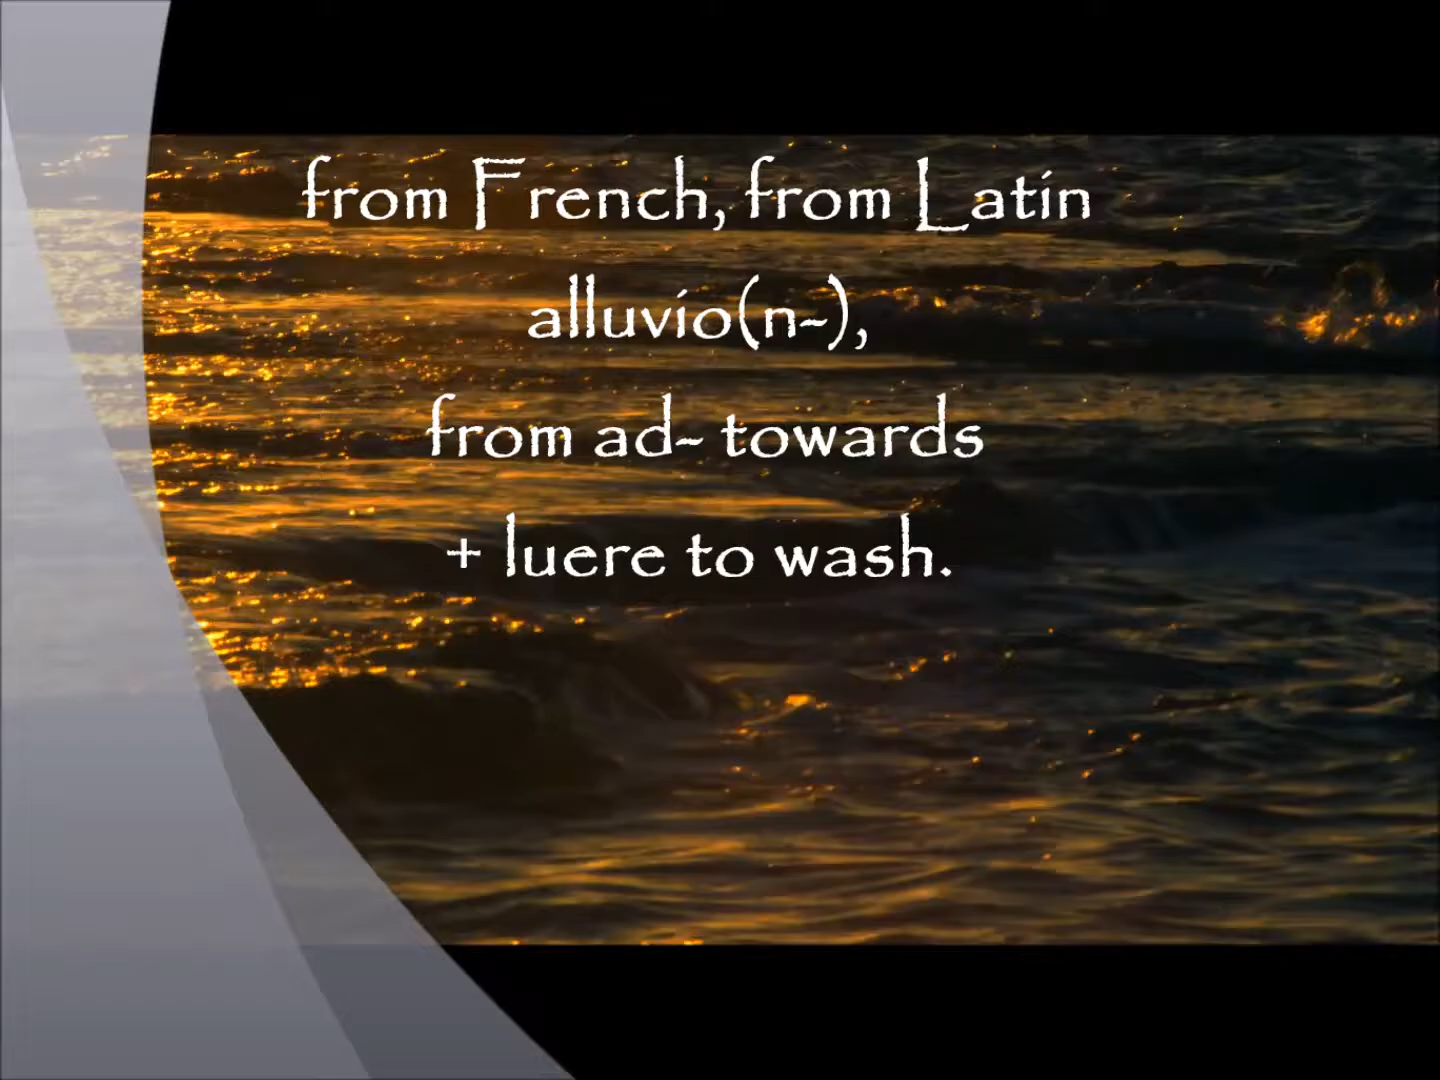 from French, from Latin
alluvio(n-),
from ad- towards
+ luere to wash.